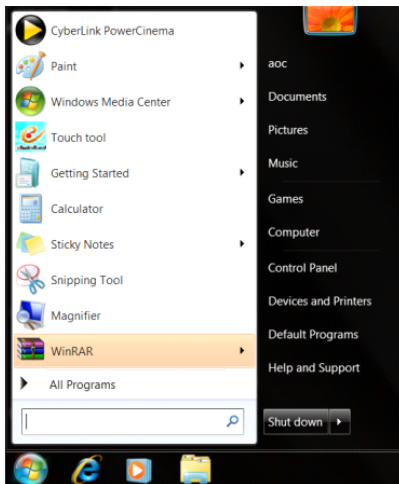 CyberLink PowerCinema
Paint
Windows Media Center
Touch tool
Getting Started
Calculator
Sticky Notes
Snipping Tool
Magnifier
WinRAR
All Programs
aoc
Documents
Pictures
Music
Games
Computer
Control Panel
Devices and Printers
Default Programs
Help and Support
Shut down